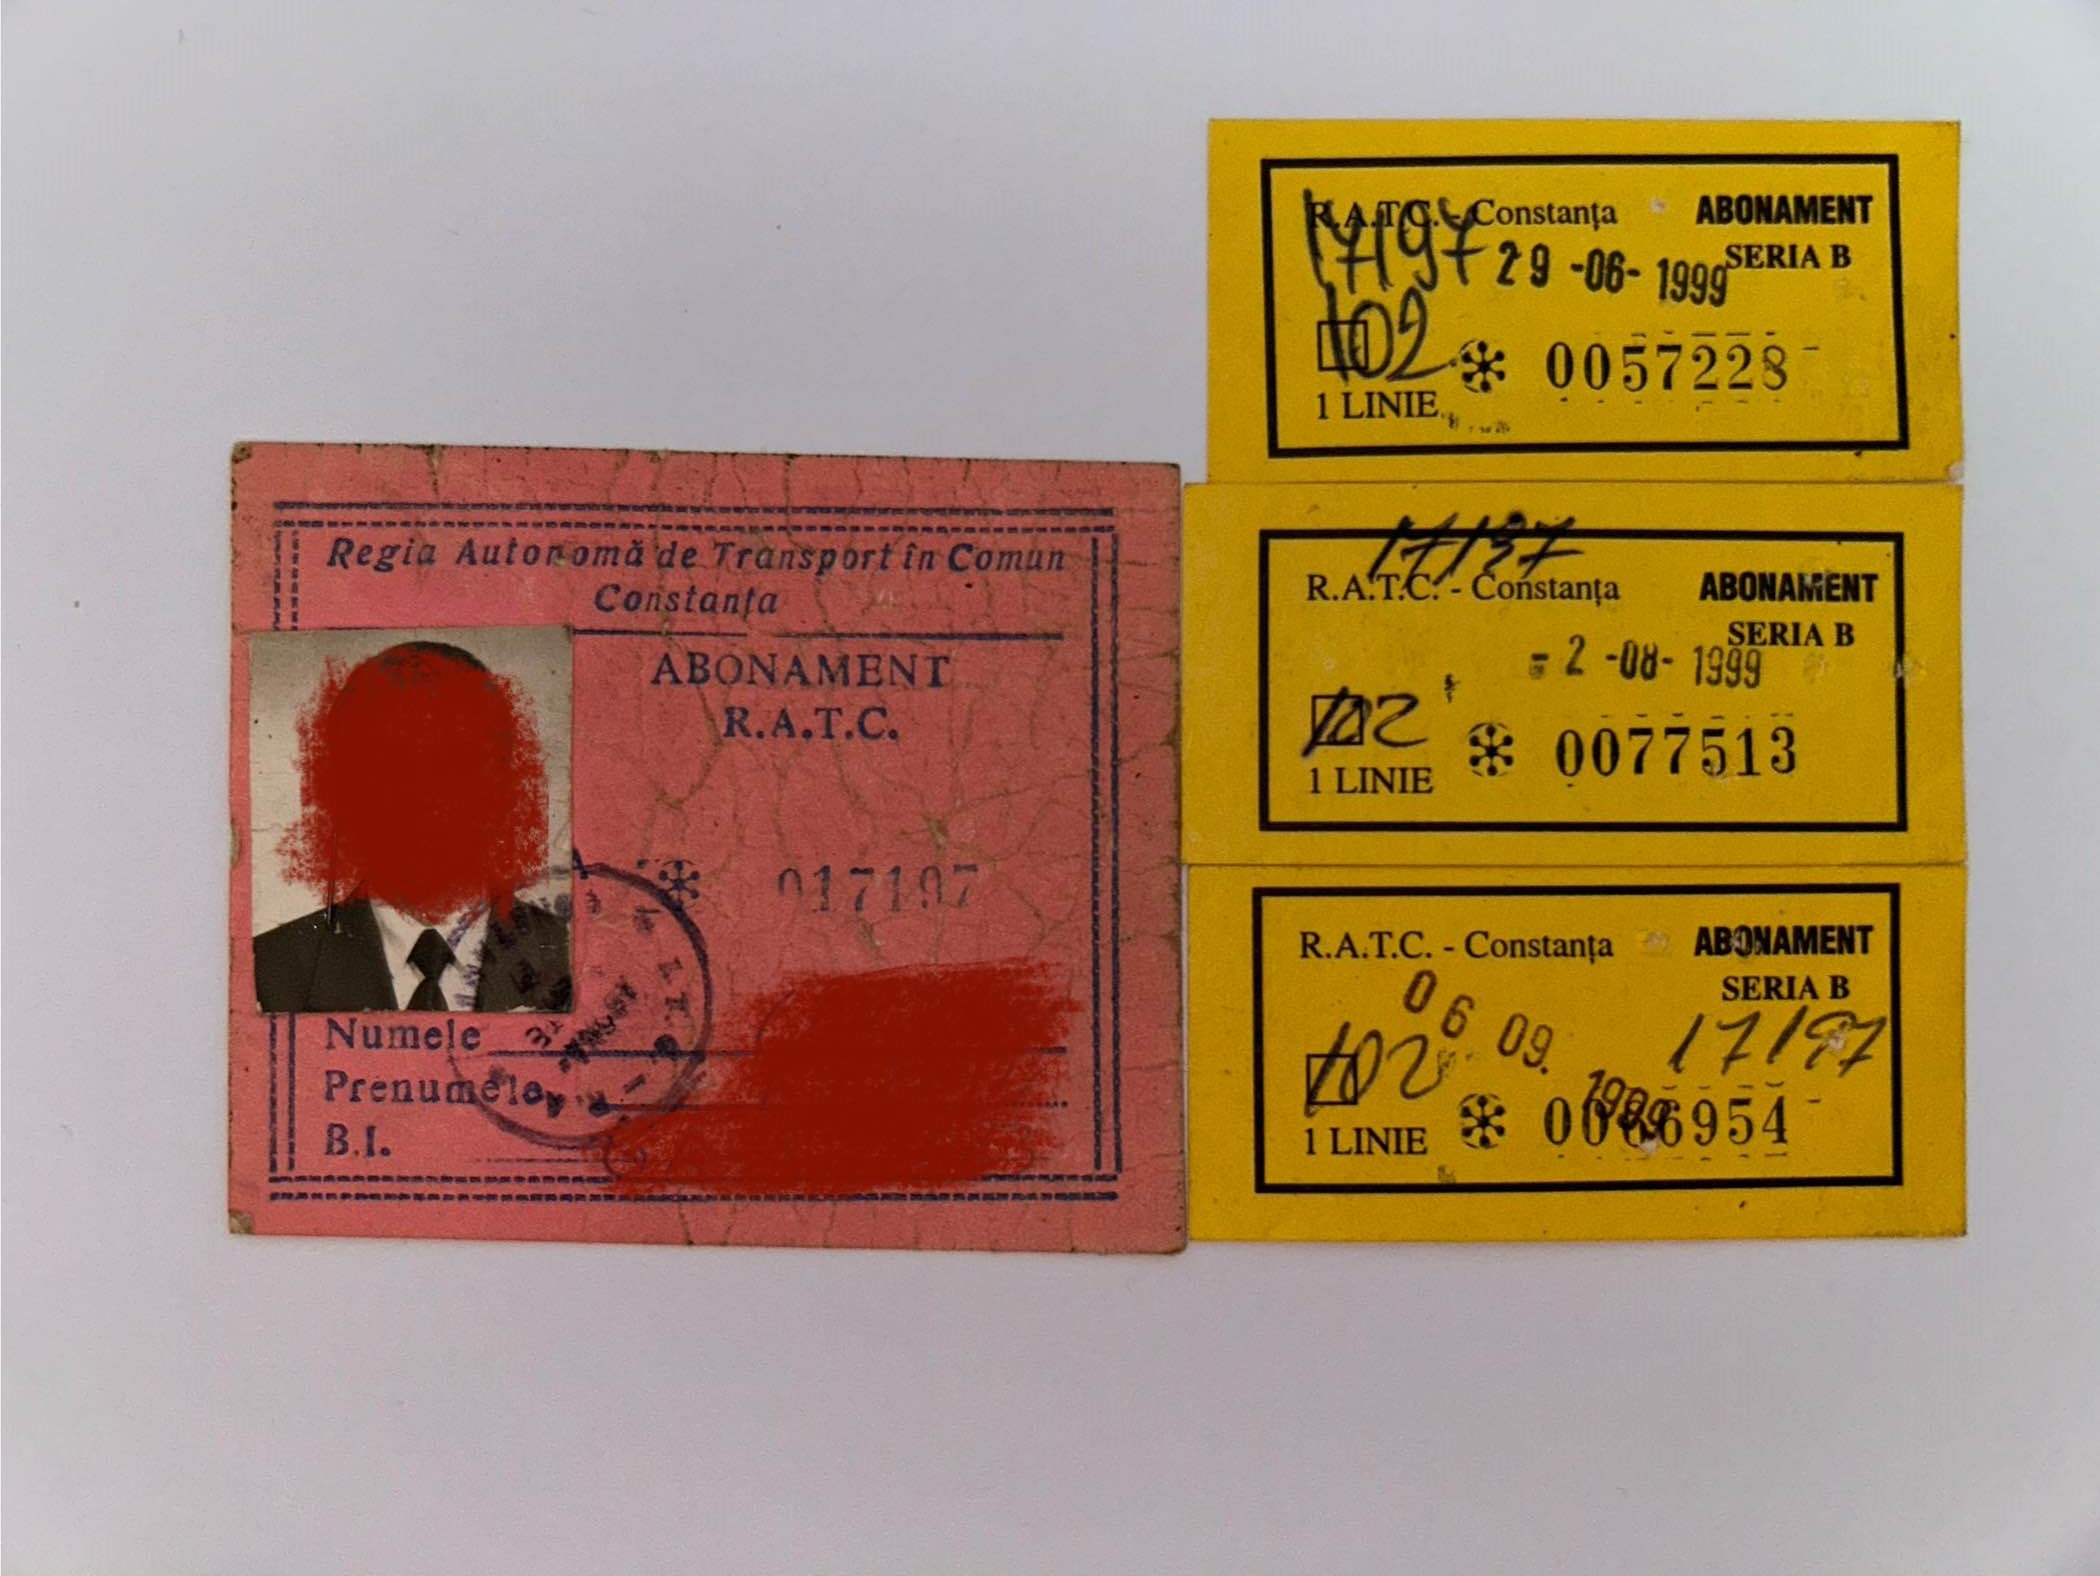 Regia Autonomă de Transport în Comun
Constanța
ABONAMENT
R.A.T.C.
017197
Numele
Prenumele
B.I.
R.A.T.C. - Constanța ABONAMENT
17197
29 -06- 1999 SERIA B
102
0057228
1 LINIE
17197
R.A.T.C. - Constanța ABONAMENT
SERIA B
- 2 -08- 1999
102
0077513
1 LINIE
R.A.T.C. - Constanța ABONAMENT
SERIA B
06 09. 1999
17197
102
6954
1 LINIE